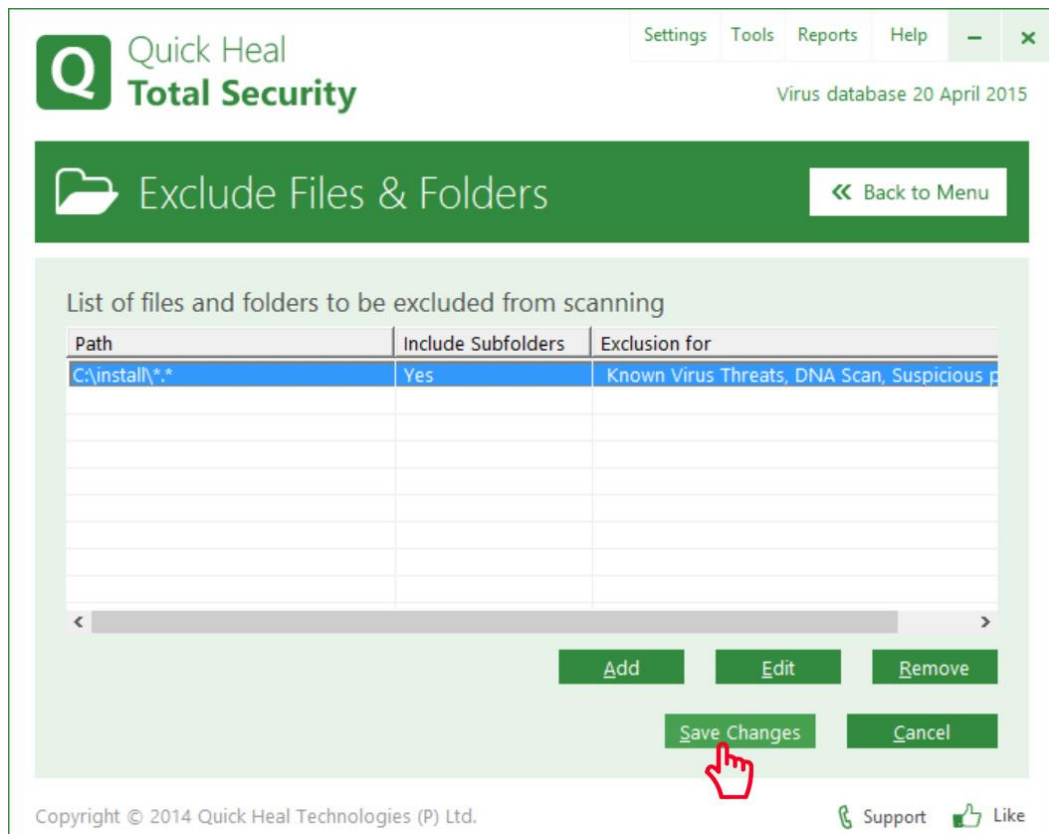 Settings Tools Reports Help
Q
Quick Heal
Total Security
Virus database 20 April 2015
Exclude Files & Folders
Back to Menu
List of files and folders to be excluded from scanning
Path Include Subfolders Exclusion for
C:\install\*.* Yes Known Virus Threats, DNA Scan, Suspicious p
Add Edit Remove
Save Changes Cancel
Copyright © 2014 Quick Heal Technologies (P) Ltd. Support Like